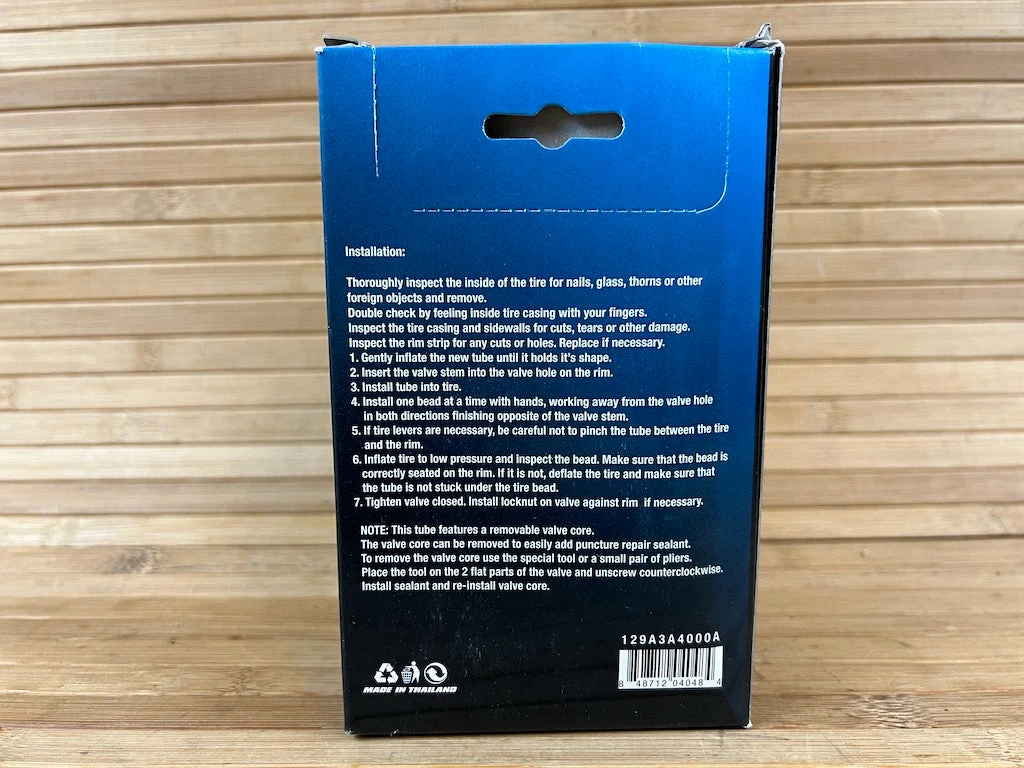 Installation:
Thoroughly inspect the inside of the tire for nails, glass, thorns or other
foreign objects and remove.
Double check by feeling inside tire casing with your fingers.
Inspect the tire casing and sidewalls for cuts, tears or other damage.
Inspect the rim strip for any cuts or holes. Replace if necessary.
1. Gently inflate the new tube until it holds it's shape.
2. Insert the valve stem into the valve hole on the rim.
3. Install tube into tire.
4. Install one bead at a time with hands, working away from the valve hole
in both directions finishing opposite of the valve stem.
5. If tire levers are necessary, be careful not to pinch the tube between the tire
and the rim.
6. Inflate tire to low pressure and inspect the bead. Make sure that the bead is
correctly seated on the rim. If it is not, deflate the tire and make sure that
the tube is not stuck under the tire bead.
7. Tighten valve closed. Install locknut on valve against rim if necessary.
NOTE: This tube features a removable valve core.
The valve core can be removed to easily add puncture repair sealant.
To remove the valve core use the special tool or a small pair of pliers.
Place the tool on the 2 flat parts of the valve and unscrew counterclockwise.
Install sealant and re-install valve core.
129A3A4000A
8 48712 04048 4
MADE IN THAILAND